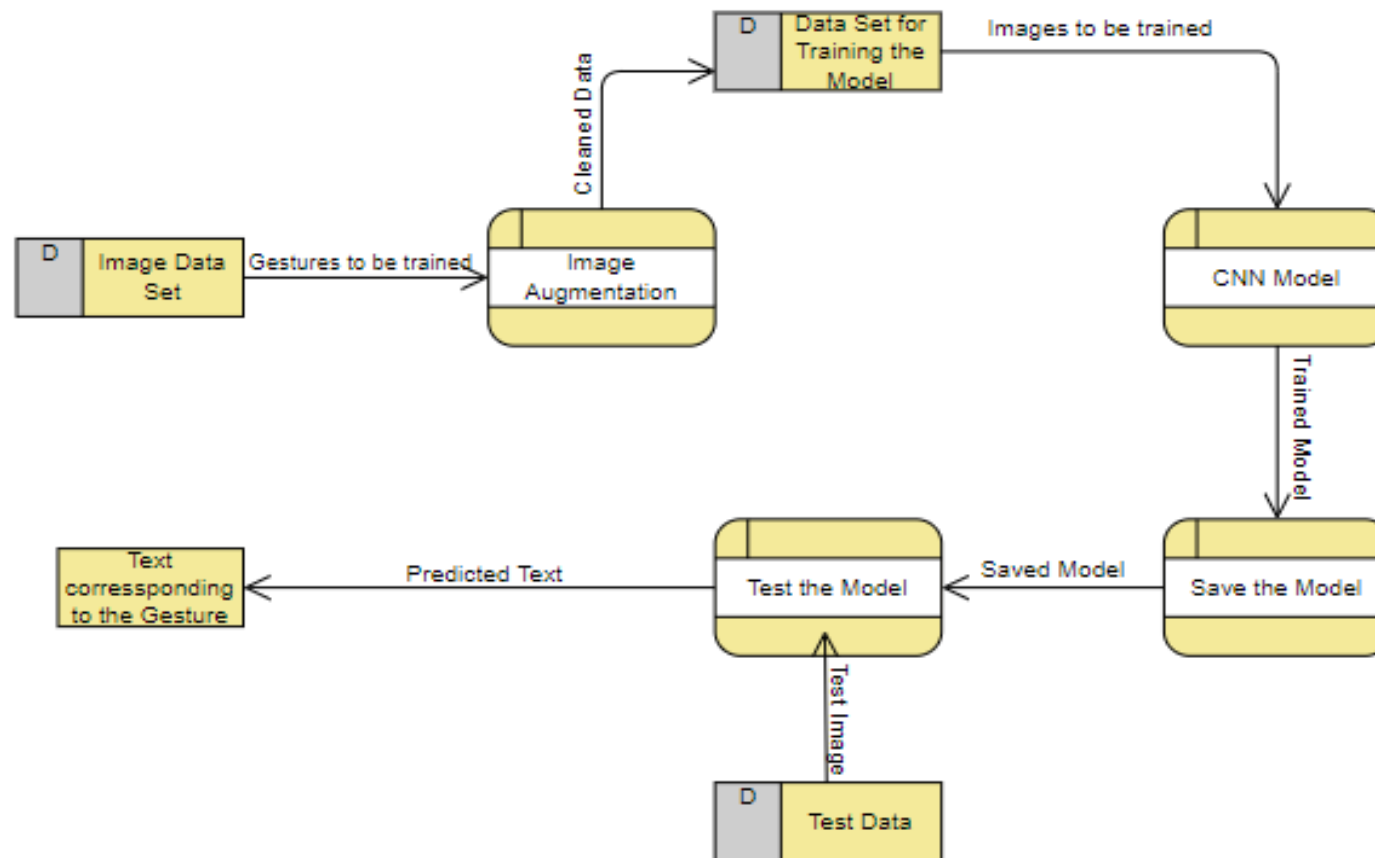 D
Data Set for
Training the
Model
Images to be trained
Cleaned Data
D
Image Data
Set
Gestures to be trained
Image
Augmentation
CNN Model
Trained Model
Text
corressponding
to the Gesture
Predicted Text
Test the Model
Saved Model
Save the Model
Test Image
D
Test Data